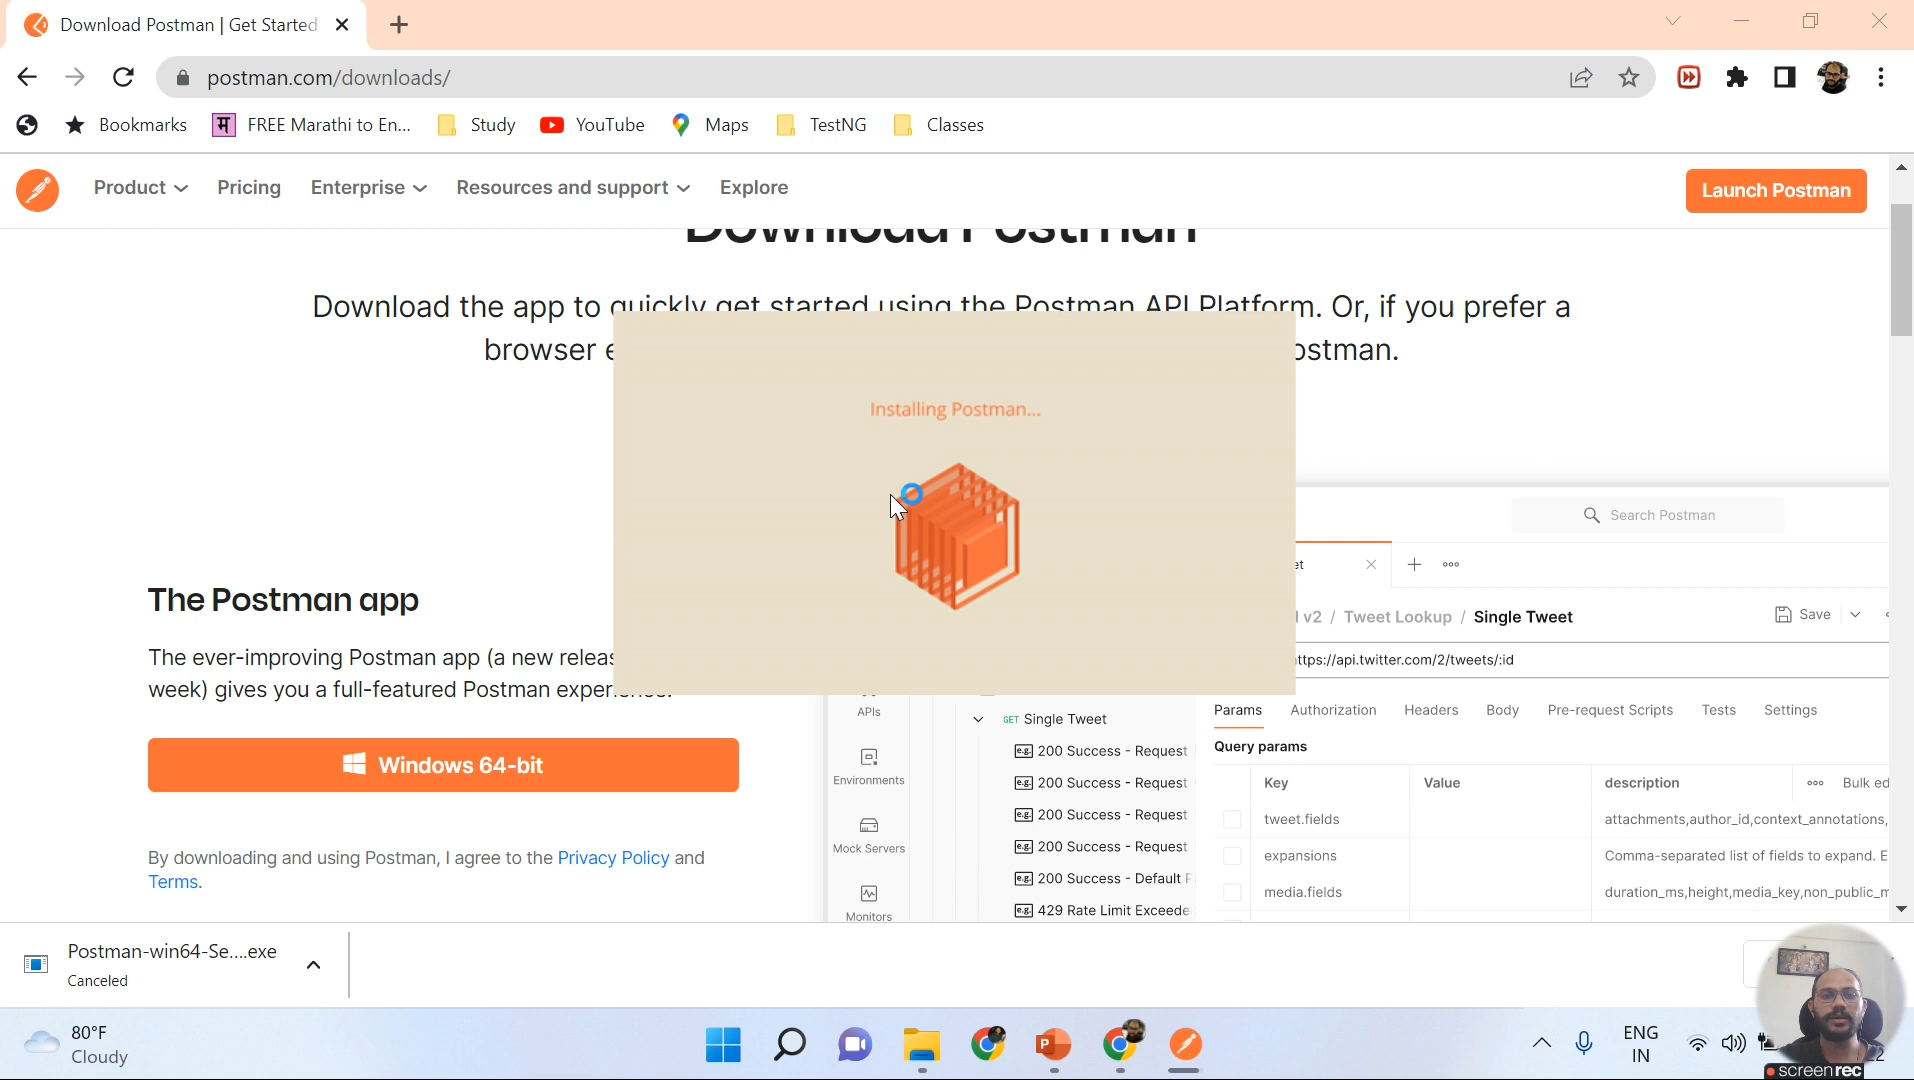 Download Postman | Get Started
postman.com/downloads/
Bookmarks
म
FREE Marathi to En...
Study
YouTube
Maps
TestNG
Classes
Product
Pricing
Enterprise
Resources and support
Explore
Launch Postman
Download Postman
Download the app to quickly get started using the Postman API Platform. Or, if you prefer a
browser
ostman.
Installing Postman...
Search Postman
The Postman app
v2 / Tweet Lookup / Single Tweet
Save
The ever-improving Postman app (a new
week) gives you a full-featured Postman
ttps://api.twitter.com/2/tweets/:id
APIs
GET Single Tweet
Params
Authorization
Headers
Body
Pre-request Scripts
Tests
Settings
e.g. 200 Success - Request
Query params
Windows 64-bit
Environments
e.g. 200 Success - Request
Key
Value
description
Bulk ed
e.g. 200 Success - Request
tweet.fields
attachments,author_id,context_annotations,
Mock Servers
e.g. 200 Success - Request
expansions
Comma-separated list of fields to expand. E
By downloading and using Postman, I agree to the Privacy Policy and
Terms.
e.g. 200 Success - Default
media.fields
duration_ms,height,media_key,non_public_m
Monitors
e.g. 429 Rate Limit Exceede
Postman-win64-Se....exe
Canceled
80°F
Cloudy
ENG
IN
screenrec